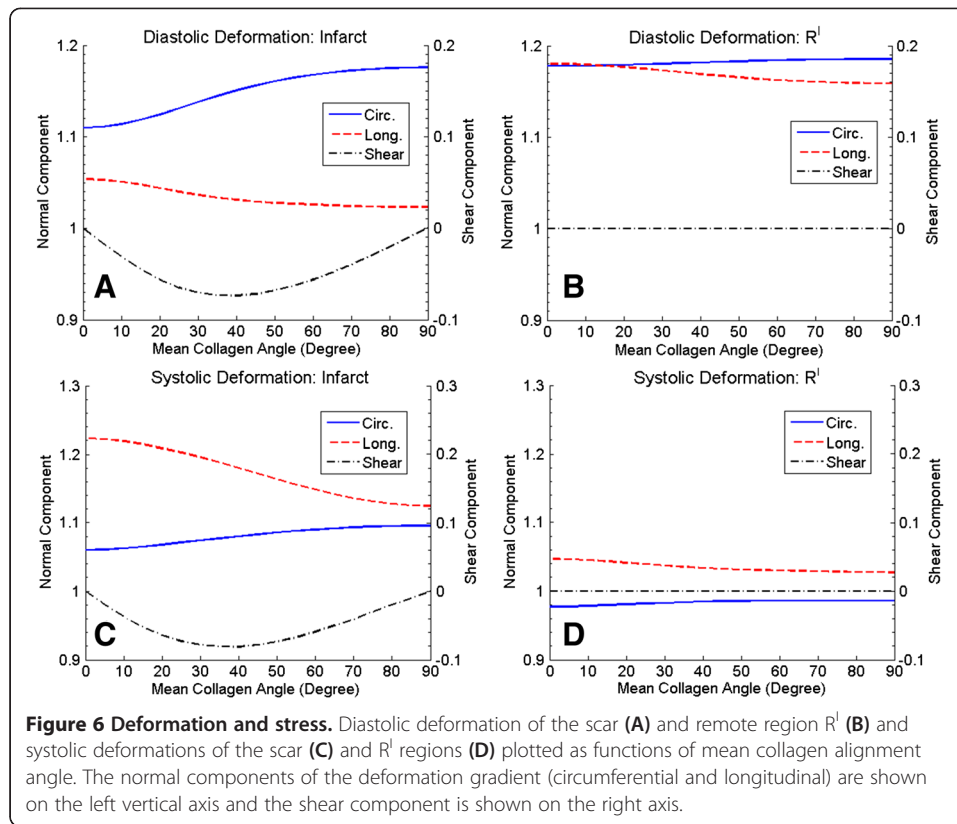 Diastolic Deformation: Infarct
1.2
1.1
1
0.9
Normal Component
0.2
0.1
0
-0.1
Shear Component
Circ.
Long.
Shear
A
0 10 20 30 40 50 60 70 80 90
Mean Collagen Angle (Degree)
Diastolic Deformation: R^I
1.2
1.1
1
0.9
Normal Component
0.2
0.1
0
-0.1
Shear Component
Circ.
Long.
Shear
B
0 10 20 30 40 50 60 70 80 90
Mean Collagen Angle (Degree)
Systolic Deformation: Infarct
1.3
1.2
1.1
1
0.9
Normal Component
0.3
0.2
0.1
0
-0.1
Shear Component
Circ.
Long.
Shear
C
0 10 20 30 40 50 60 70 80 90
Mean Collagen Angle (Degree)
Systolic Deformation: R^I
1.3
1.2
1.1
1
0.9
Normal Component
0.3
0.2
0.1
0
-0.1
Shear Component
Circ.
Long.
Shear
D
0 10 20 30 40 50 60 70 80 90
Mean Collagen Angle (Degree)
Figure 6 Deformation and stress. Diastolic deformation of the scar (A) and remote region R^I (B) and
systolic deformations of the scar (C) and R^I regions (D) plotted as functions of mean collagen alignment
angle. The normal components of the deformation gradient (circumferential and longitudinal) are shown
on the left vertical axis and the shear component is shown on the right axis.